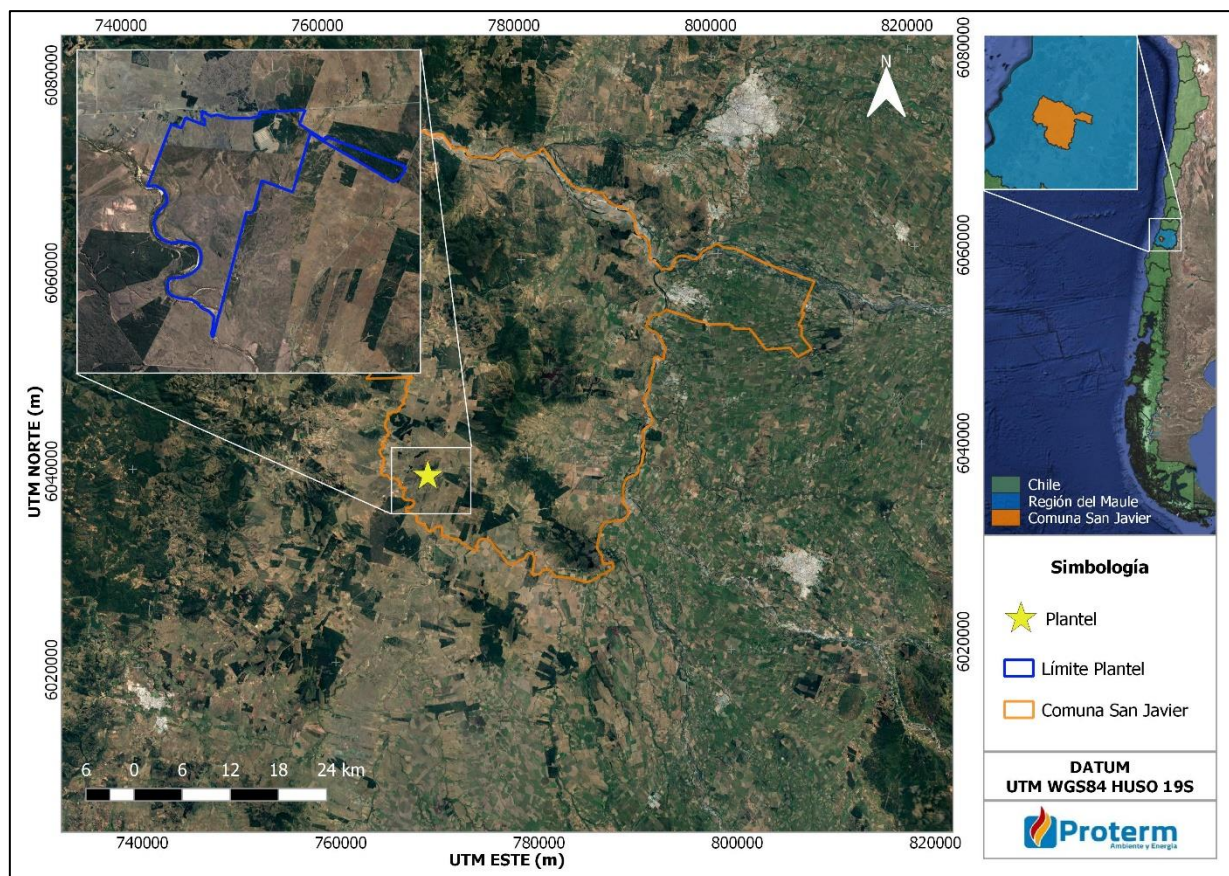 740000
760000
780000
800000
820000
6080000
6060000
6040000
6020000
UTM NORTE (m)
N
6 0 6 12 18 24 km
6080000
6060000
6040000
6020000
740000
760000
780000
800000
820000
UTM ESTE (m)
Chile
Región del Maule
Comuna San Javier
Simbología
Plantel
Límite Plantel
Comuna San Javier
DATUM
UTM WGS84 HUSO 19S
Proterm
Ambiente y Energía